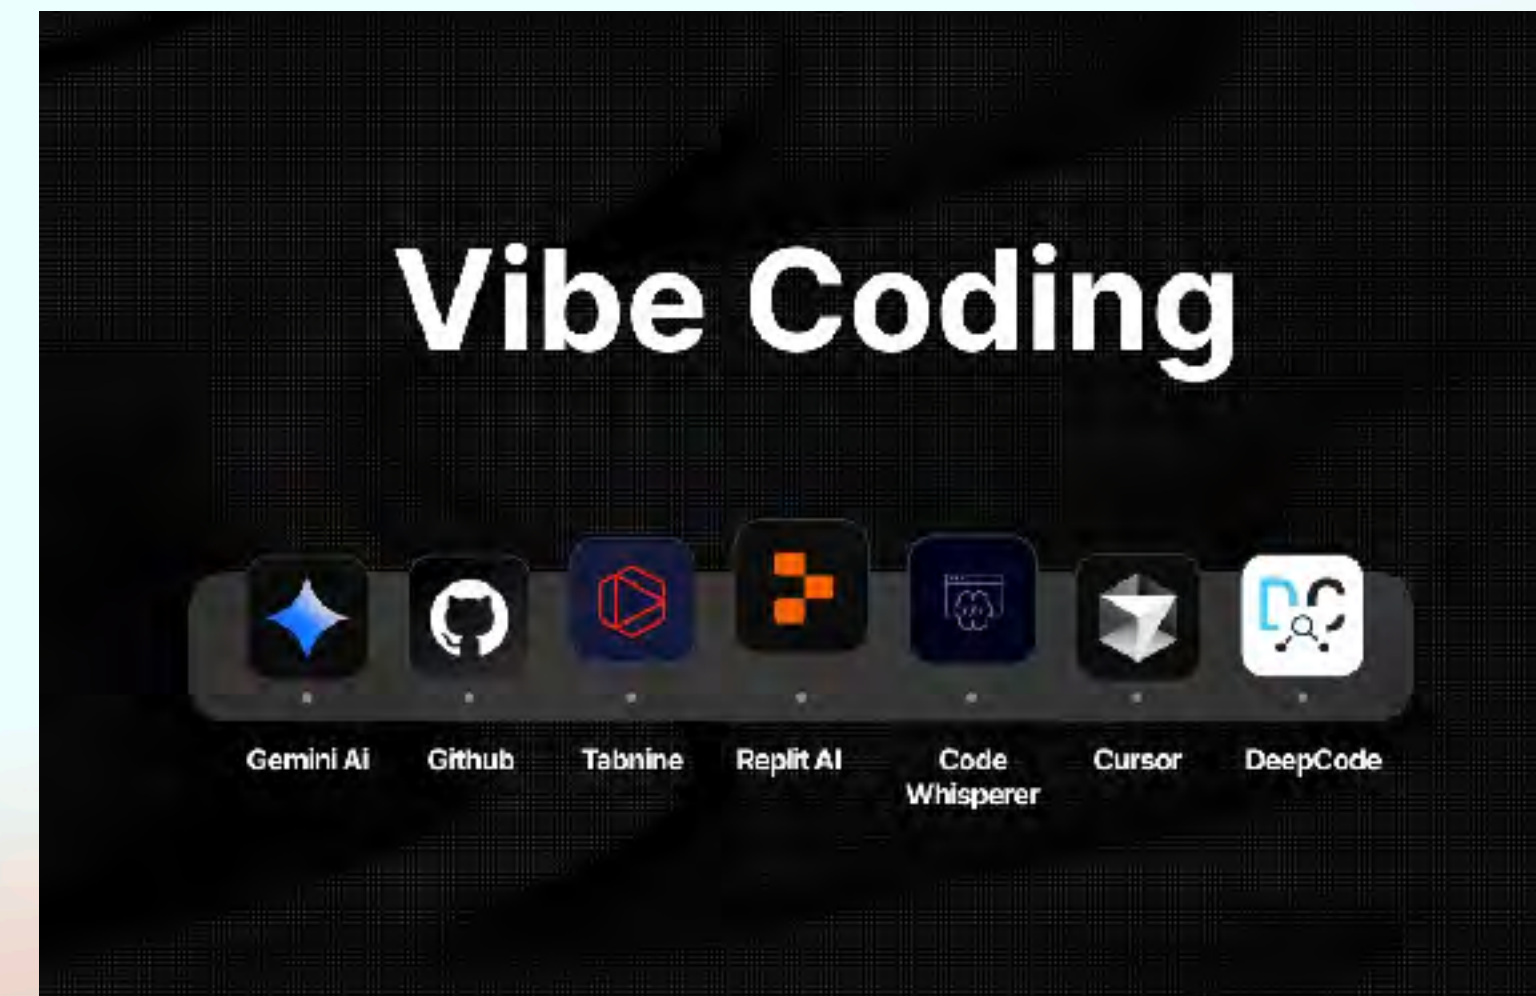 Vibe Coding
Gemini Ai
Github
Tabnine
Replit AI
Code
Whisperer
Cursor
DeepCode